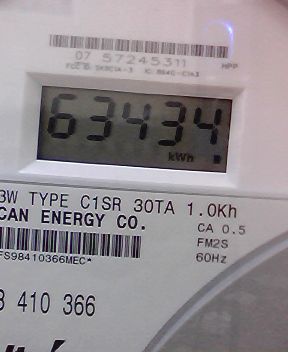 07 57245311
HPP
63434
kWh
3W TYPE C1SR 30TA 1.0Kh
CAN ENERGY CO.
CA 0.5
FM2S
60Hz
FS98410366MEC*
410 366